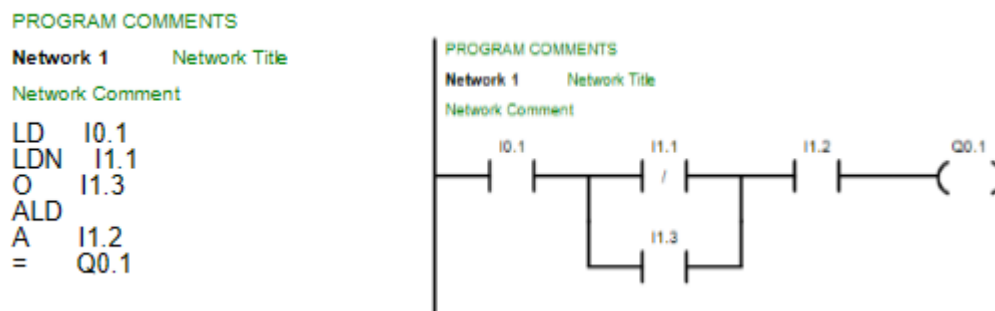 PROGRAM COMMENTS
Network 1 Network Title
Network Comment
LD I0.1
LDN I1.1
O I1.3
ALD
A I1.2
= Q0.1
PROGRAM COMMENTS
Network 1 Network Title
Network Comment
I0.1 I1.1 I1.2 Q0.1
/
I1.3